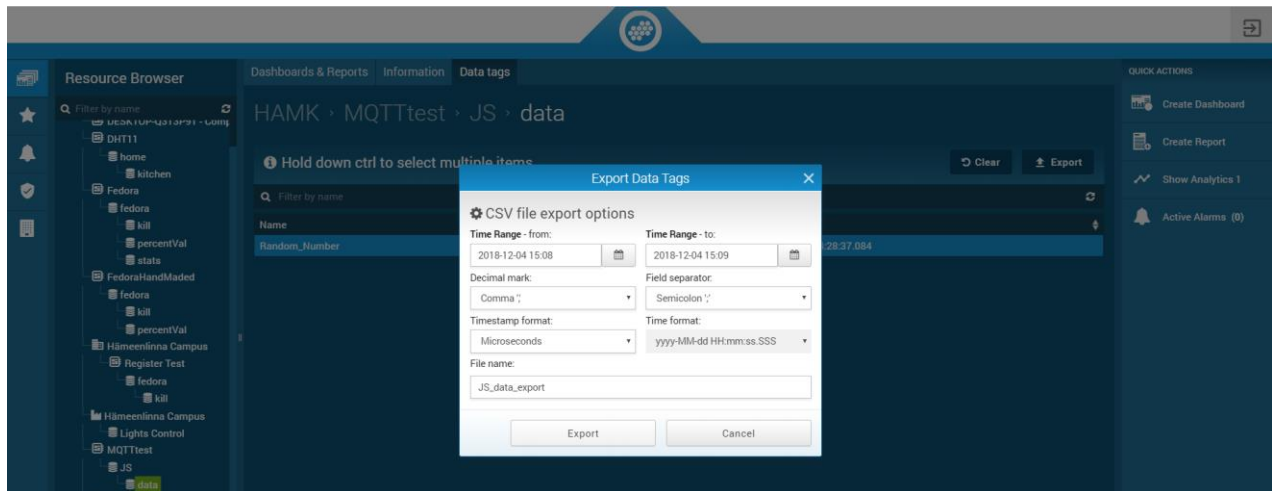 Resource Browser
Filter by name
DHT11
home
kitchen
Fedora
fedora
kill
percentVal
stats
FedoraHandMaded
fedora
kill
percentVal
Hämeenlinna Campus
Register Test
fedora
kill
Hämeenlinna Campus
Lights Control
MQTTtest
JS
data
Dashboards & Reports Information Data tags
HAMK › MQTTtest › JS › data
Hold down ctrl to select multiple items
Clear Export
Filter by name
Name
Random_Number :28:37.084
Export Data Tags
CSV file export options
Time Range - from: Time Range - to:
2018-12-04 15:08 2018-12-04 15:09
Decimal mark: Field separator:
Comma ',' Semicolon ';'
Timestamp format: Time format:
Microseconds yyyy-MM-dd HH:mm:ss.SSS
File name:
JS_data_export
Export Cancel
QUICK ACTIONS
Create Dashboard
Create Report
Show Analytics 1
Active Alarms (0)